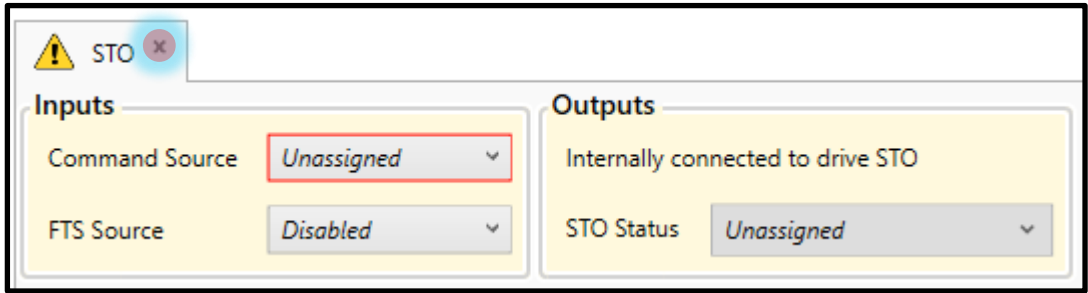 STO
Inputs
Command Source Unassigned
FTS Source Disabled
Outputs
Internally connected to drive STO
STO Status Unassigned